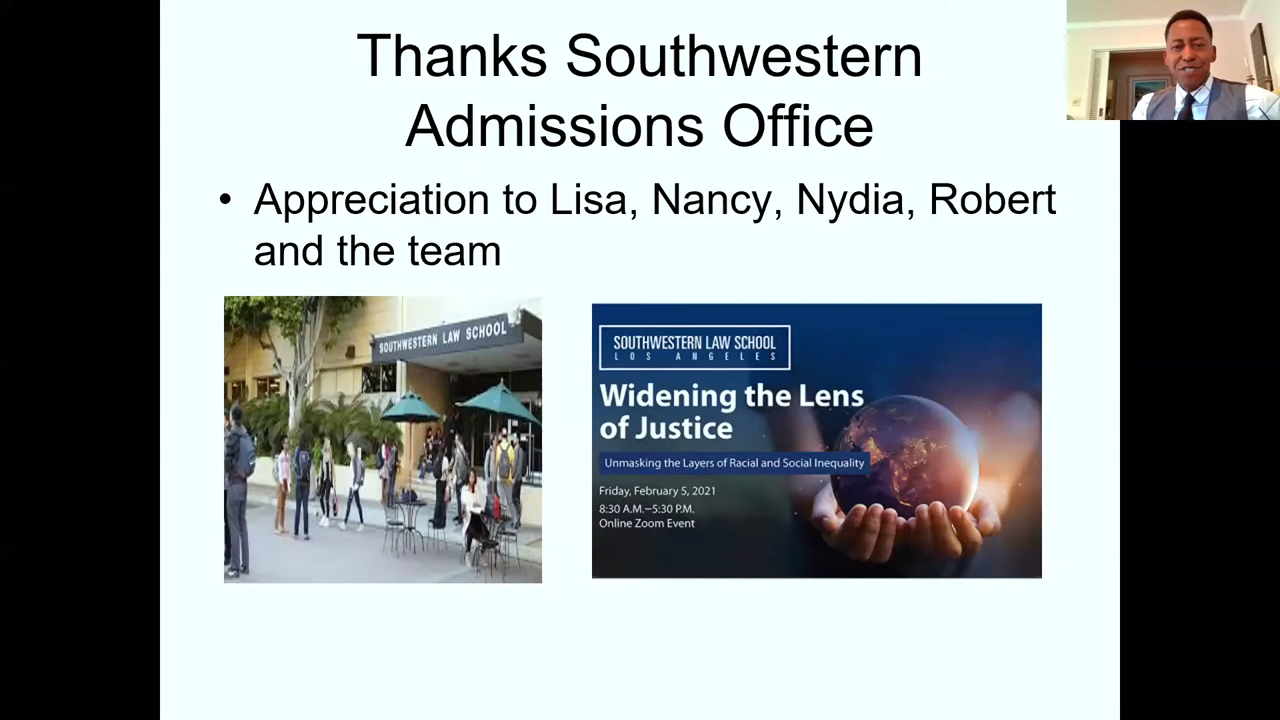 Thanks Southwestern
Admissions Office
• Appreciation to Lisa, Nancy, Nydia, Robert
and the team
SOUTHWESTERN LAW SCHOOL
SOUTHWESTERN LAW SCHOOL
LOS ANGELES
Widening the Lens
of Justice
Unmasking the Layers of Racial and Social Inequality
Friday, February 5, 2021
8:30 A.M.–5:30 P.M.
Online Zoom Event